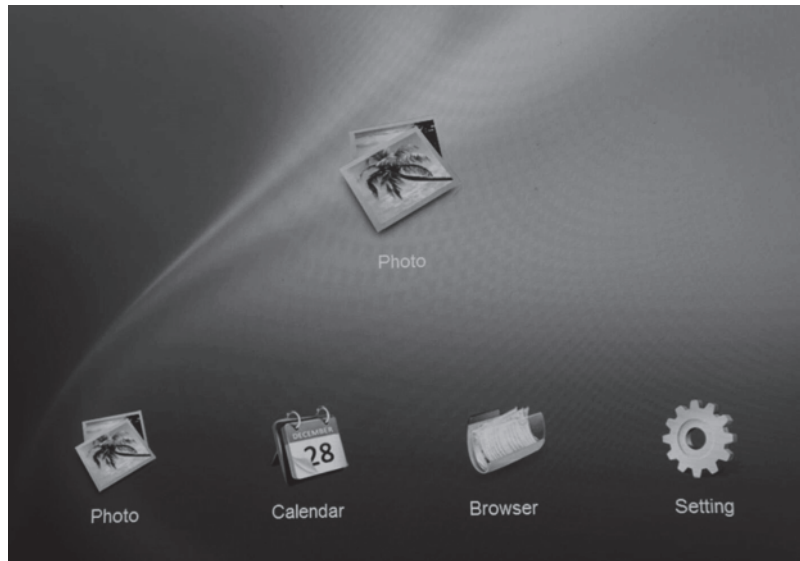 Photo
DECEMBER
28
Photo
Calendar
Browser
Setting